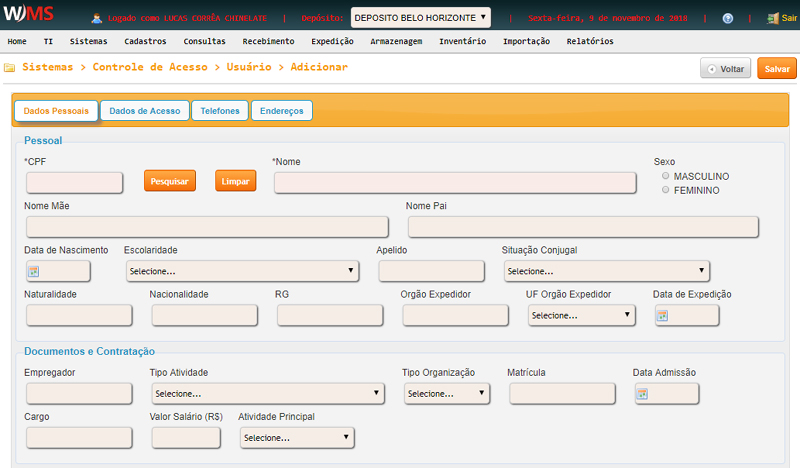 WMS Logado como LUCAS CORRÊA CHINELATE | Depósito: DEPOSITO BELO HORIZONTE | Sexta-feira, 9 de novembro de 2018 | | Sair
Home TI Sistemas Cadastros Consultas Recebimento Expedição Armazenagem Inventário Importação Relatórios
Sistemas > Controle de Acesso > Usuário > Adicionar Voltar Salvar
Dados Pessoais Dados de Acesso Telefones Endereços
Pessoal
*CPF Pesquisar Limpar *Nome Sexo
MASCULINO
FEMININO
Nome Mãe Nome Pai
Data de Nascimento Escolaridade Apelido Situação Conjugal
Selecione... Selecione...
Naturalidade Nacionalidade RG Orgão Expedidor UF Orgão Expedidor Data de Expedição
Selecione...
Documentos e Contratação
Empregador Tipo Atividade Tipo Organização Matrícula Data Admissão
Selecione... Selecione...
Cargo Valor Salário (R$) Atividade Principal
Selecione...